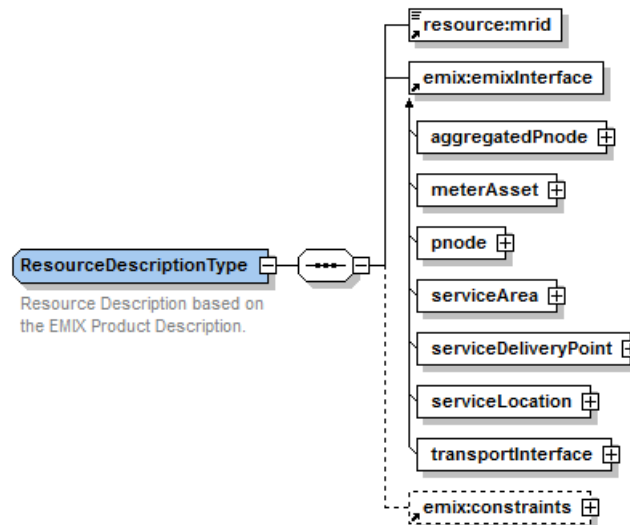 resource:mrid
emix:emixInterface
aggregatedPnode
meterAsset
pnode
ResourceDescriptionType
Resource Description based on
the EMIX Product Description.
serviceArea
serviceDeliveryPoint
serviceLocation
transportInterface
emix:constraints